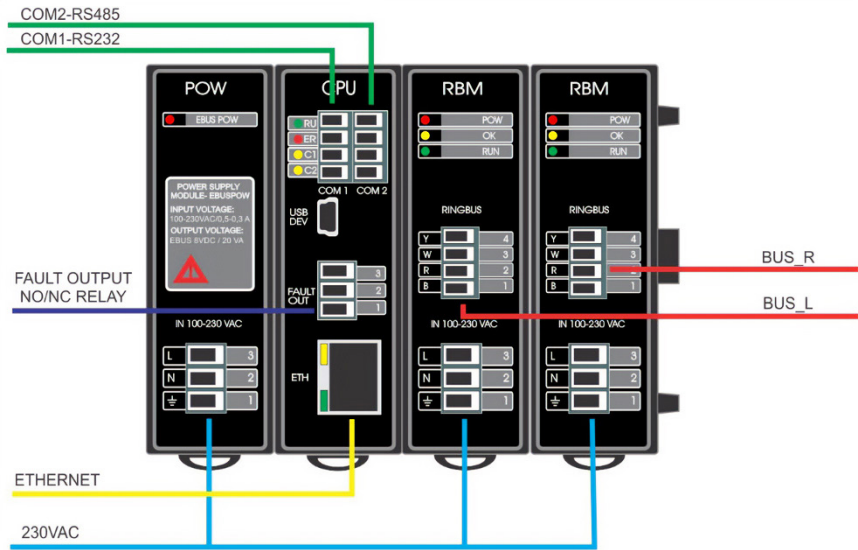 COM2-RS485
COM1-RS232
POW
EBUS POW
POWER SUPPLY
MODULE- EBUSPOW
INPUT VOLTAGE:
100-230VAC/0,5-0,3 A
OUTPUT VOLTAGE:
EBUS 6VDC / 20 VA
L 3
N 2
1
CPU
RU
ER
C1
C2
COM 1 COM 2
USB
DEV
3
FAULT 2
OUT 1
ETH
RBM
POW
OK
RUN
RINGBUS
Y 4
W 3
R 2
B 1
IN 100-230 VAC
L 3
N 2
1
RBM
POW
OK
RUN
RINGBUS
Y 4
W 3
R 2
B 1
IN 100-230 VAC
L 3
N 2
1
IN 100-230 VAC
FAULT OUTPUT
NO/NC RELAY
BUS_R
BUS_L
ETHERNET
230VAC